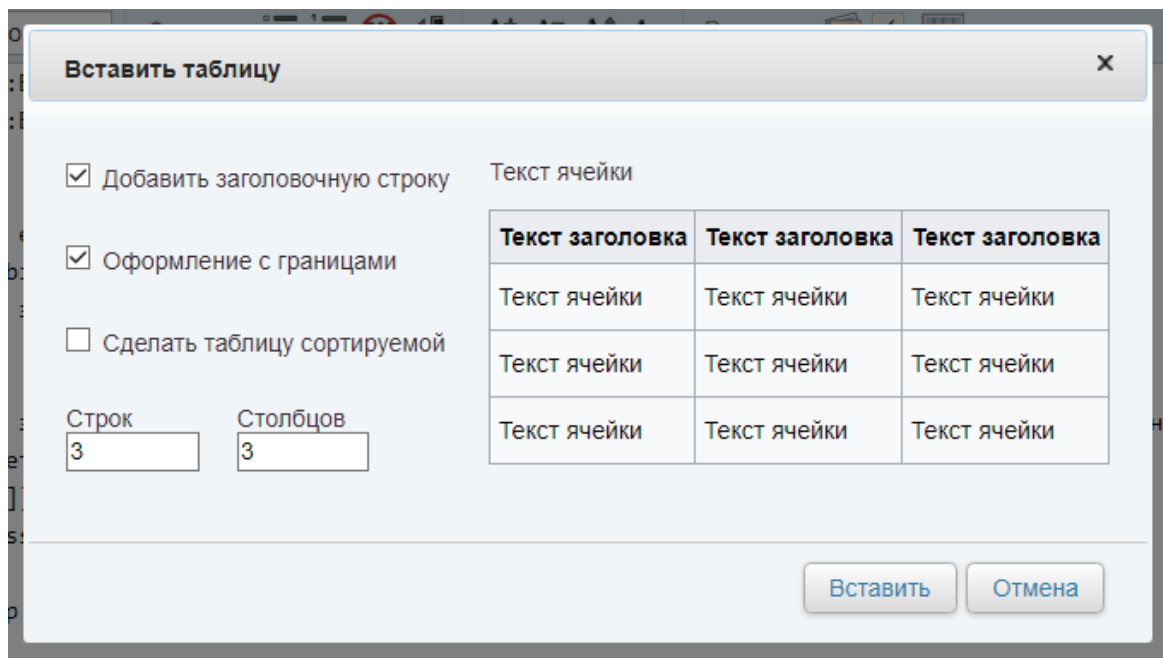 Вставить таблицу
Добавить заголовочную строку
Оформление с границами
Сделать таблицу сортируемой
Строк Столбцов
3 3
Текст ячейки
Текст заголовка Текст заголовка Текст заголовка
Текст ячейки Текст ячейки Текст ячейки
Текст ячейки Текст ячейки Текст ячейки
Текст ячейки Текст ячейки Текст ячейки
Вставить Отмена